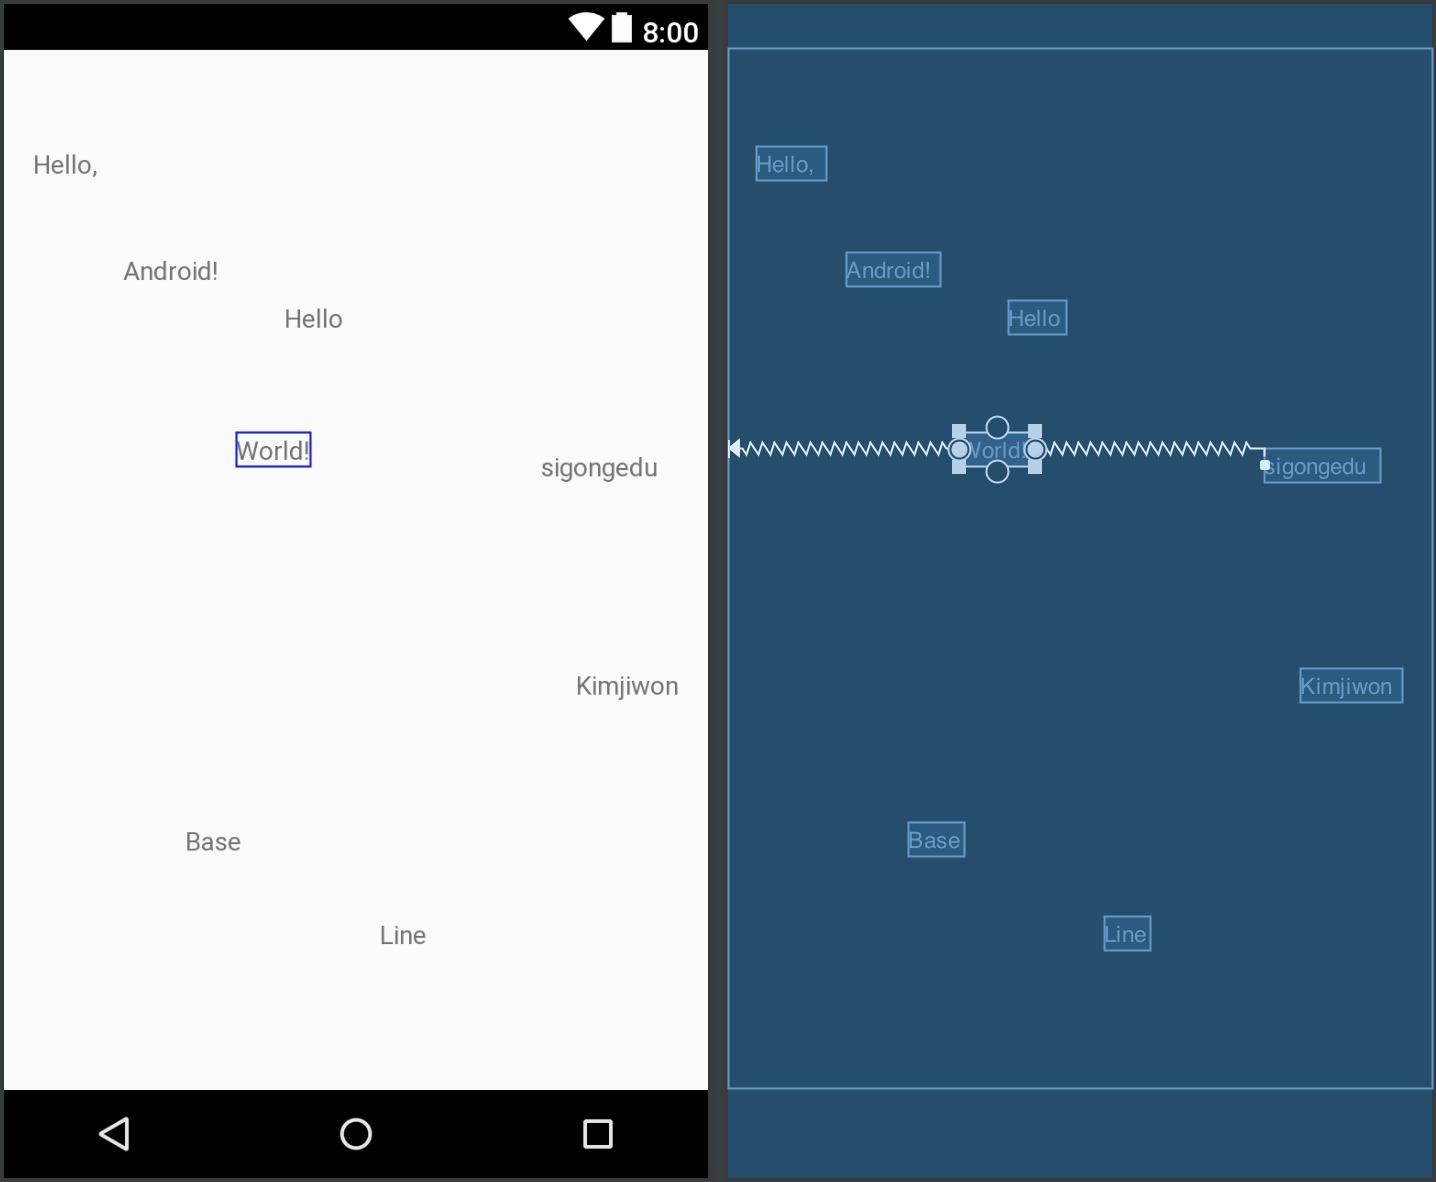 8:00
Hello,
Android!
Hello
World!
sigongedu
Kimjiwon
Base
Line
Hello,
Android!
Hello
World!
sigongedu
Kimjiwon
Base
Line